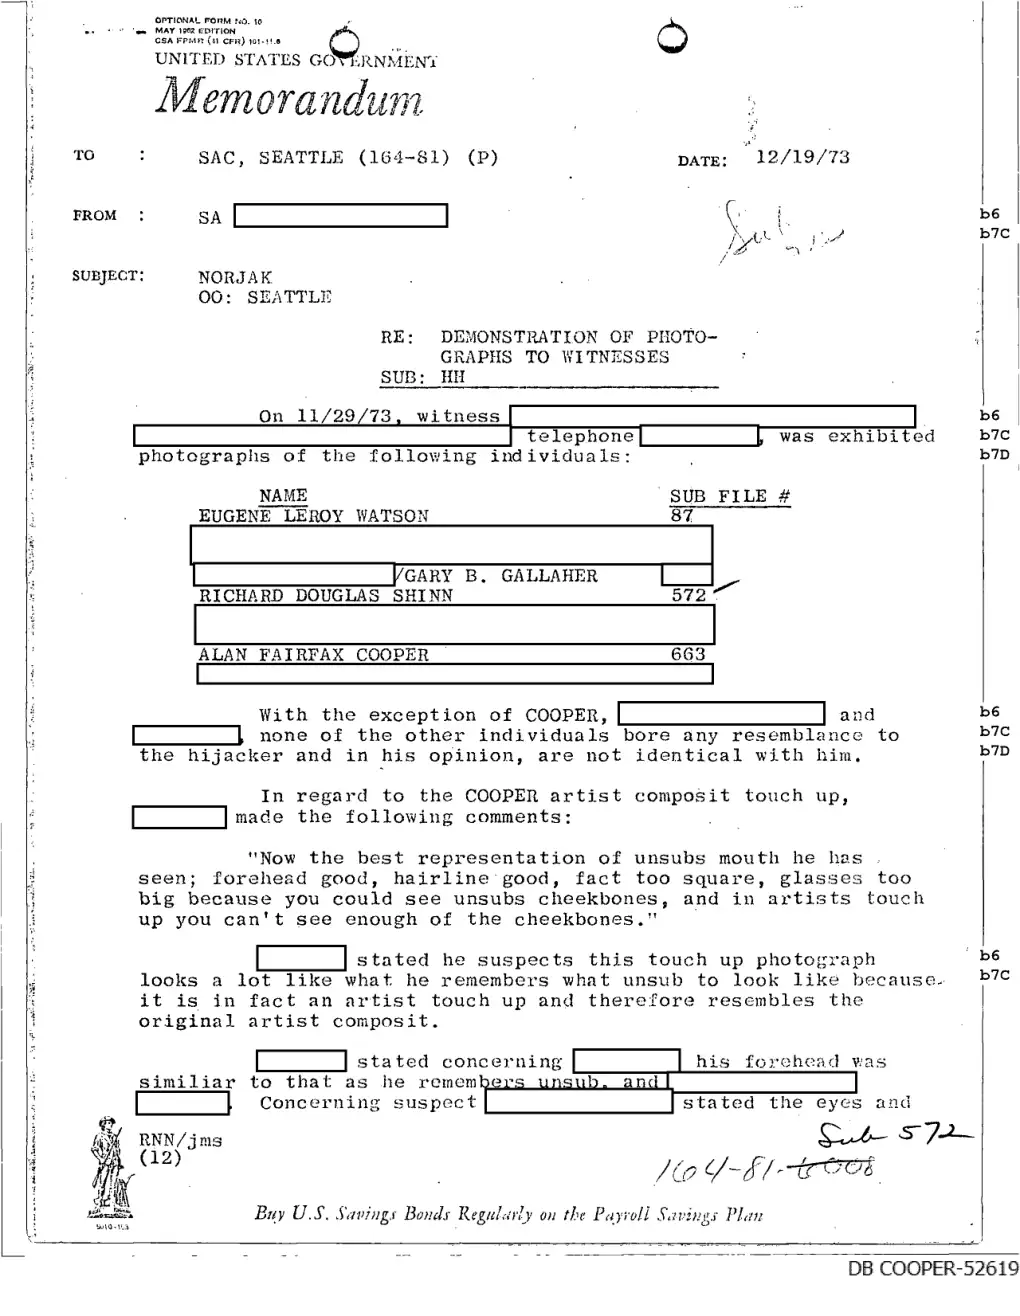 OPTIONAL FORM NO. 10
MAY 1962 EDITION
GSA FPMR (41 CFR) 101-11.6
UNITED STATES GOVERNMENT
Memorandum
TO : SAC, SEATTLE (164-81) (P) DATE: 12/19/73
FROM : SA b6
b7C
SUBJECT: NORJAK
OO: SEATTLE
RE: DEMONSTRATION OF PHOTO-
GRAPHS TO WITNESSES
SUB: HH
On 11/29/73, witness b6
telephone , was exhibited b7C
photographs of the following individuals: b7D
NAME SUB FILE #
EUGENE LEROY WATSON 87
/GARY B. GALLAHER
RICHARD DOUGLAS SHINN 572
ALAN FAIRFAX COOPER 663
With the exception of COOPER, and b6
, none of the other individuals bore any resemblance to b7C
the hijacker and in his opinion, are not identical with him. b7D
In regard to the COOPER artist composit touch up,
made the following comments:
"Now the best representation of unsubs mouth he has
seen; forehead good, hairline good, fact too square, glasses too
big because you could see unsubs cheekbones, and in artists touch
up you can't see enough of the cheekbones."
stated he suspects this touch up photograph b6
looks a lot like what he remembers what unsub to look like because b7C
it is in fact an artist touch up and therefore resembles the
original artist composit.
stated concerning his forehead was
similiar to that as he remembers unsub. and
. Concerning suspect stated the eyes and
RNN/jms
(12)
Sub 572
164-81-6008
5010-108
Buy U.S. Savings Bonds Regularly on the Payroll Savings Plan
DB COOPER-52619